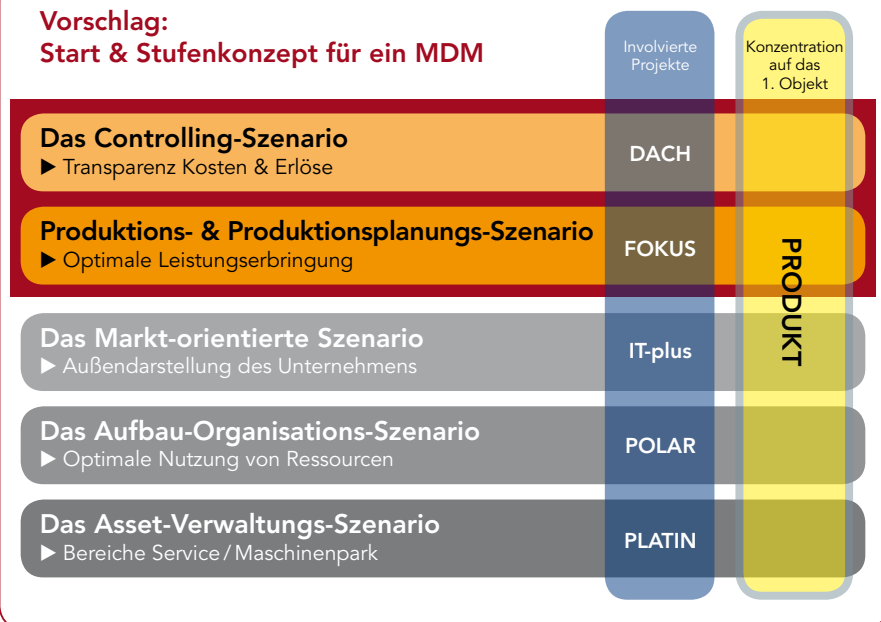 Vorschlag:
Start & Stufenkonzept für ein MDM
Involvierte
Projekte
Konzentration
auf das
1. Objekt
Das Controlling-Szenario
▶ Transparenz Kosten & Erlöse
DACH
Produktions- & Produktionsplanungs-Szenario
▶ Optimale Leistungserbringung
FOKUS
PRODUKT
Das Markt-orientierte Szenario
▶ Außendarstellung des Unternehmens
IT-plus
Das Aufbau-Organisations-Szenario
▶ Optimale Nutzung von Ressourcen
POLAR
Das Asset-Verwaltungs-Szenario
▶ Bereiche Service / Maschinenpark
PLATIN